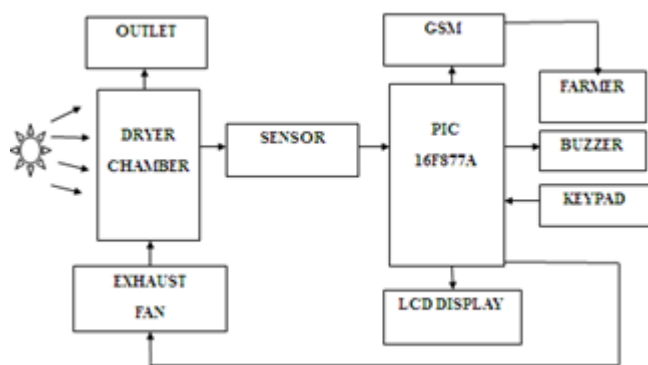 OUTLET
GSM
FARMER
DRYER
CHAMBER
SENSOR
PIC
16F877A
BUZZER
KEYPAD
EXHAUST
FAN
LCD DISPLAY